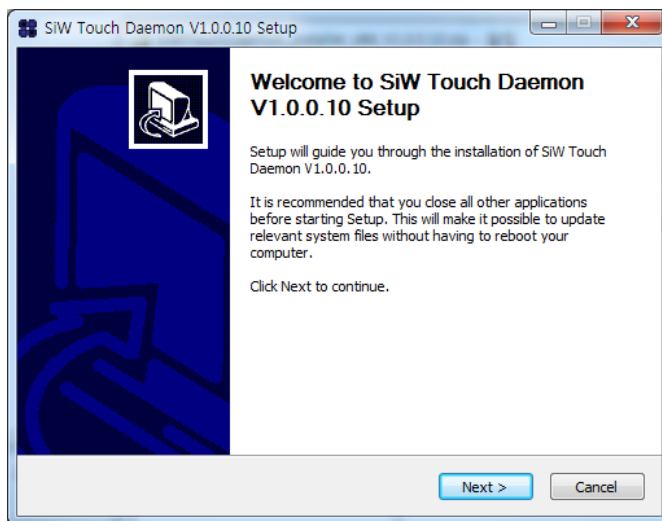 SiW Touch Daemon V1.0.0.10 Setup
Welcome to SiW Touch Daemon
V1.0.0.10 Setup
Setup will guide you through the installation of SiW Touch
Daemon V1.0.0.10.
It is recommended that you close all other applications
before starting Setup. This will make it possible to update
relevant system files without having to reboot your
computer.
Click Next to continue.
Next >
Cancel